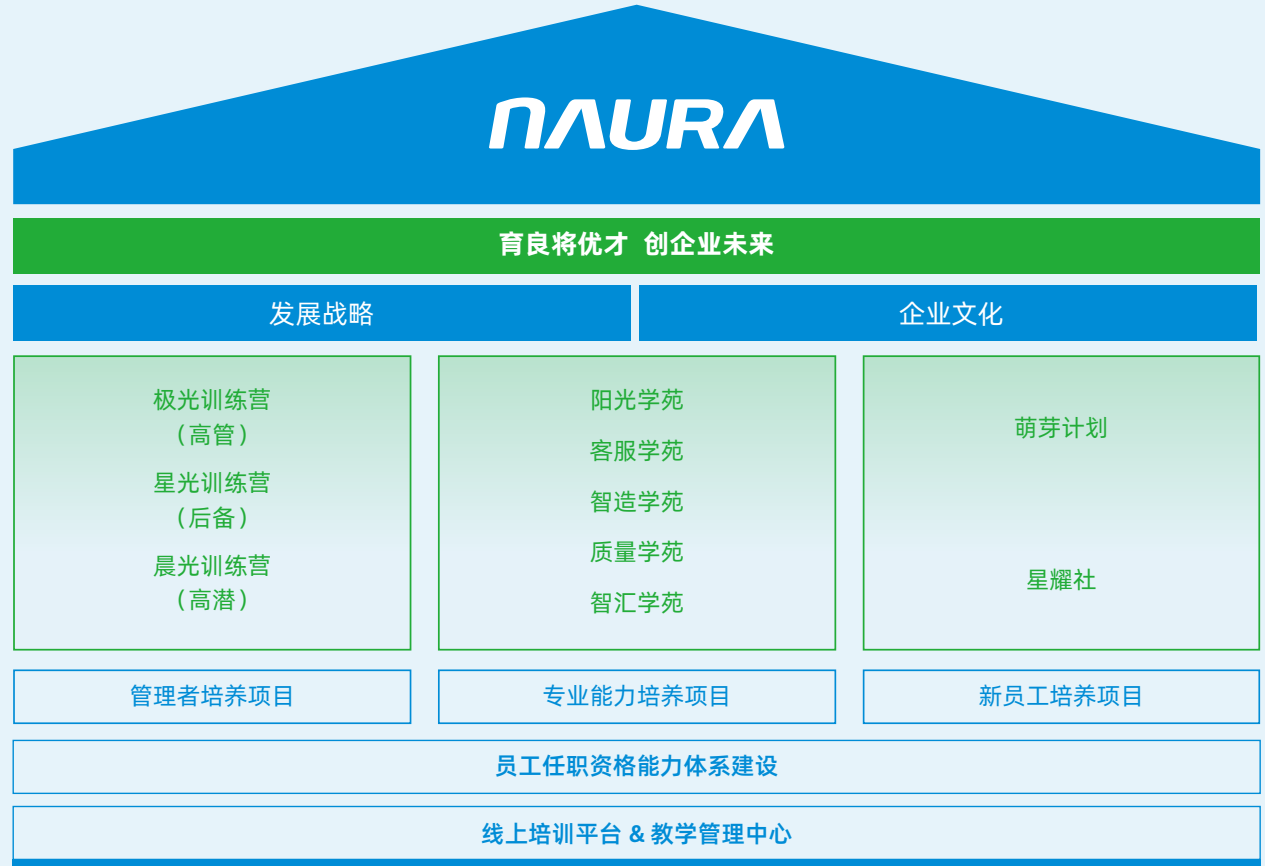 NAURA
育良将优才 创企业未来
发展战略
企业文化
极光训练营
（高管）
星光训练营
（后备）
晨光训练营
（高潜）
阳光学苑
客服学苑
智造学苑
质量学苑
智汇学苑
萌芽计划
星耀社
管理者培养项目
专业能力培养项目
新员工培养项目
员工任职资格能力体系建设
线上培训平台 & 教学管理中心